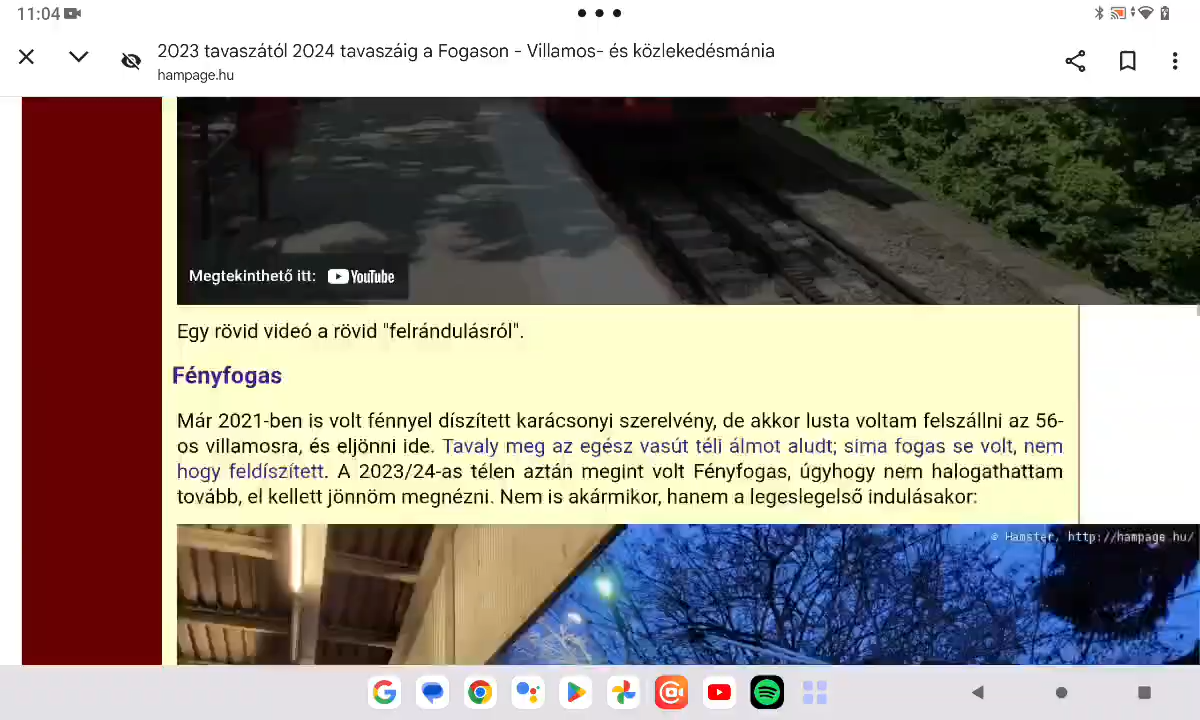 11:04
2023 tavaszától 2024 tavaszáig a Fogason - Villamos- és közlekedésmánia
hampage.hu
Megtekinthető itt: YouTube
Egy rövid videó a rövid "felrándulásról".
Fényfogas
Már 2021-ben is volt fénnyel díszített karácsonyi szerelvény, de akkor lusta voltam felszállni az 56-
os villamosra, és eljönni ide. Tavaly meg az egész vasút téli álmot aludt; sima fogas se volt, nem
hogy feldíszített. A 2023/24-as télen aztán megint volt Fényfogas, úgyhogy nem halogathattam
tovább, el kellett jönnöm megnézni. Nem is akármikor, hanem a legeslegelső indulásakor:
© Hamster, http://hampage.hu/